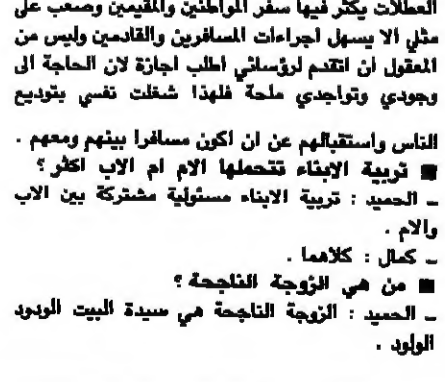 العطلات يكثر فيها سفر المواطنين والمقيمين وصعب على
مثلي الا يسهل اجراءات المسافرين والقادمين وليس من
المعقول ان اتقدم لرؤسائي اطلب اجازة لان الحاجة الى
وجودي وتواجدي ملحة فلهذا شغلت نفسي بتوديع
الناس واستقبالهم عن ان اكون مسافرا بينهم ومعهم .
■ تربية الابناء تتحملها الام ام الاب اكثر ؟
ـ الحميد : تربية الابناء مسئولية مشتركة بين الاب
والام .
ـ كمال : كلاهما .
■ من هي الزوجة الناجحة ؟
ـ الحميد : الزوجة الناجحة هي سيدة البيت الودود
الولود .